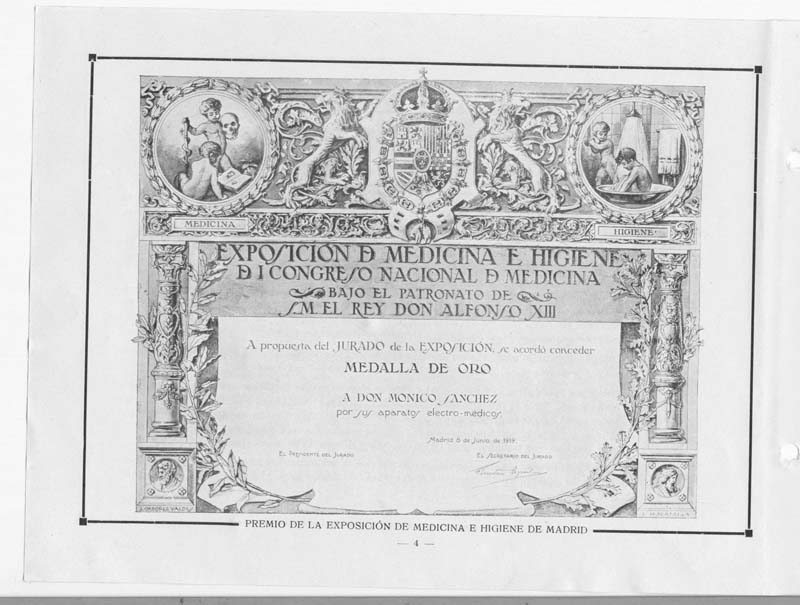 MEDICINA
HIGIENE
EXPOSICIÓN D MEDICINA E HIGIENE
D I CONGRESO NACIONAL D MEDICINA
BAJO EL PATRONATO DE
S.M. EL REY DON ALFONSO XIII
A propuesta del JURADO de la EXPOSICIÓN, se acordó conceder
MEDALLA DE ORO
A DON MONICO SANCHEZ
por sus aparatos electro-médicos.
Madrid 6 de Junio de 1919.
EL PRESIDENTE DEL JURADO
EL SECRETARIO DEL JURADO
PREMIO DE LA EXPOSICIÓN DE MEDICINA E HIGIENE DE MADRID
— 4 —